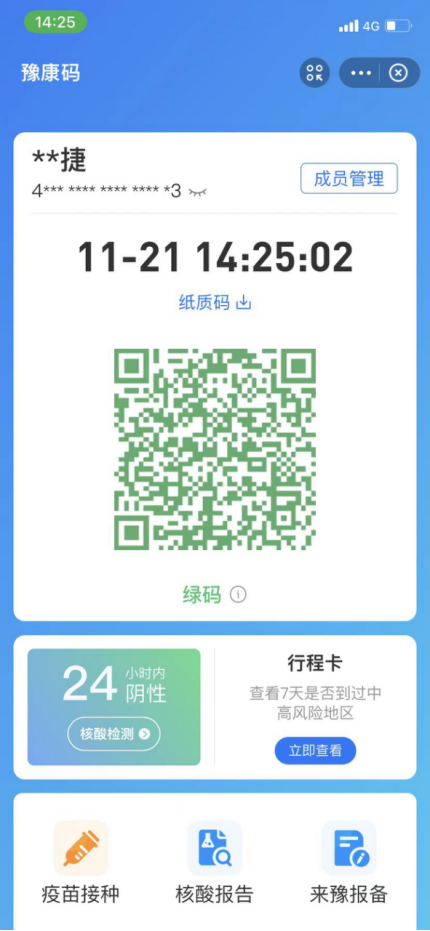 14:25
4G
豫康码
**捷
4*** **** **** **** *3
成员管理
11-21 14:25:02
纸质码
绿码
24
小时内
阴性
核酸检测
行程卡
查看7天是否到过中
高风险地区
立即查看
疫苗接种
核酸报告
来豫报备